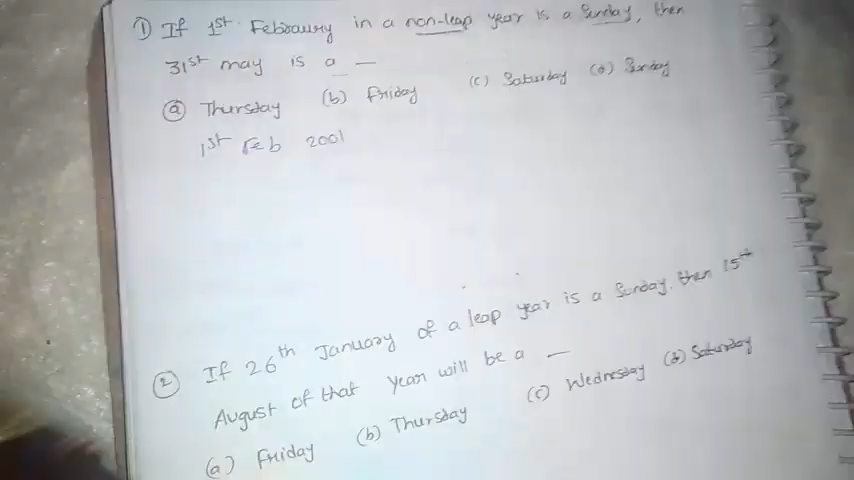 ① If 1st Febraury in a non-leap year is a Sunday, then
31st may is a —
(a) Thursday (b) Friday (c) Saturday (d) Sunday
1st Feb 2001
② If 26th January of a leap year is a Sunday, then 15th
August of that year will be a —
(a) Friday (b) Thursday (c) Wednesday (d) Saturday